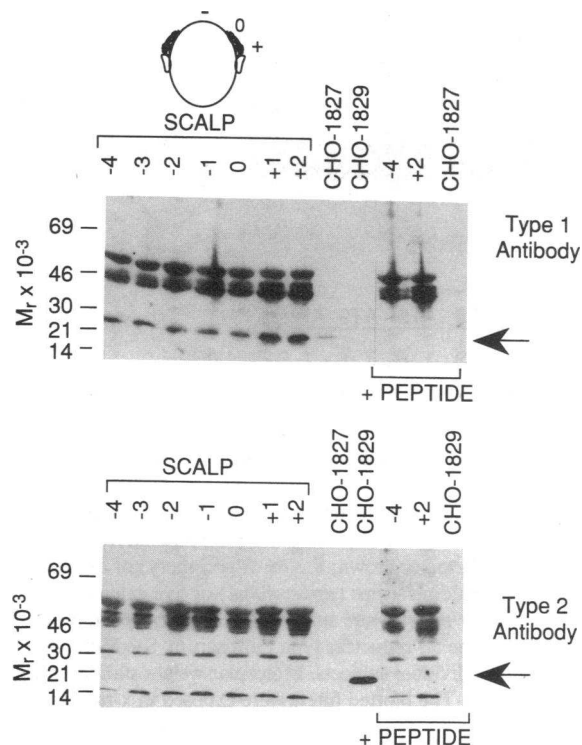 - 0 +
SCALP
-4 -3 -2 -1 0 +1 +2 CHO-1827 CHO-1829 -4 +2 CHO-1827
Mr x 10-3
69
46
30
21
14
Type 1
Antibody
+ PEPTIDE
SCALP
-4 -3 -2 -1 0 +1 +2 CHO-1827 CHO-1829 -4 +2 CHO-1829
Mr x 10-3
69
46
30
21
14
Type 2
Antibody
+ PEPTIDE